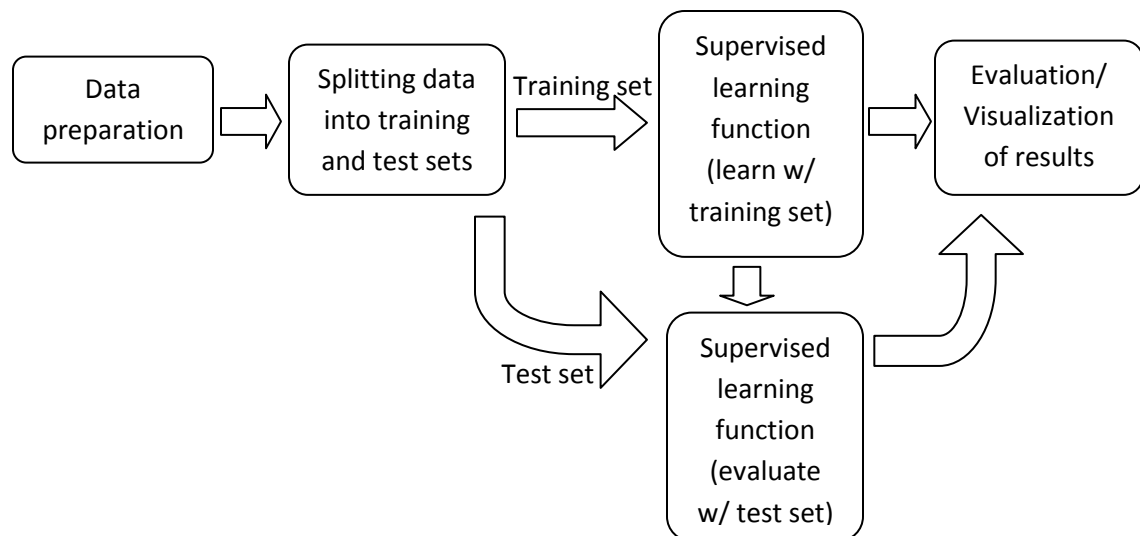 Data
preparation
Splitting data
into training
and test sets
Training set
Supervised
learning
function
(learn w/
training set)
Evaluation/
Visualization
of results
Test set
Supervised
learning
function
(evaluate
w/ test set)